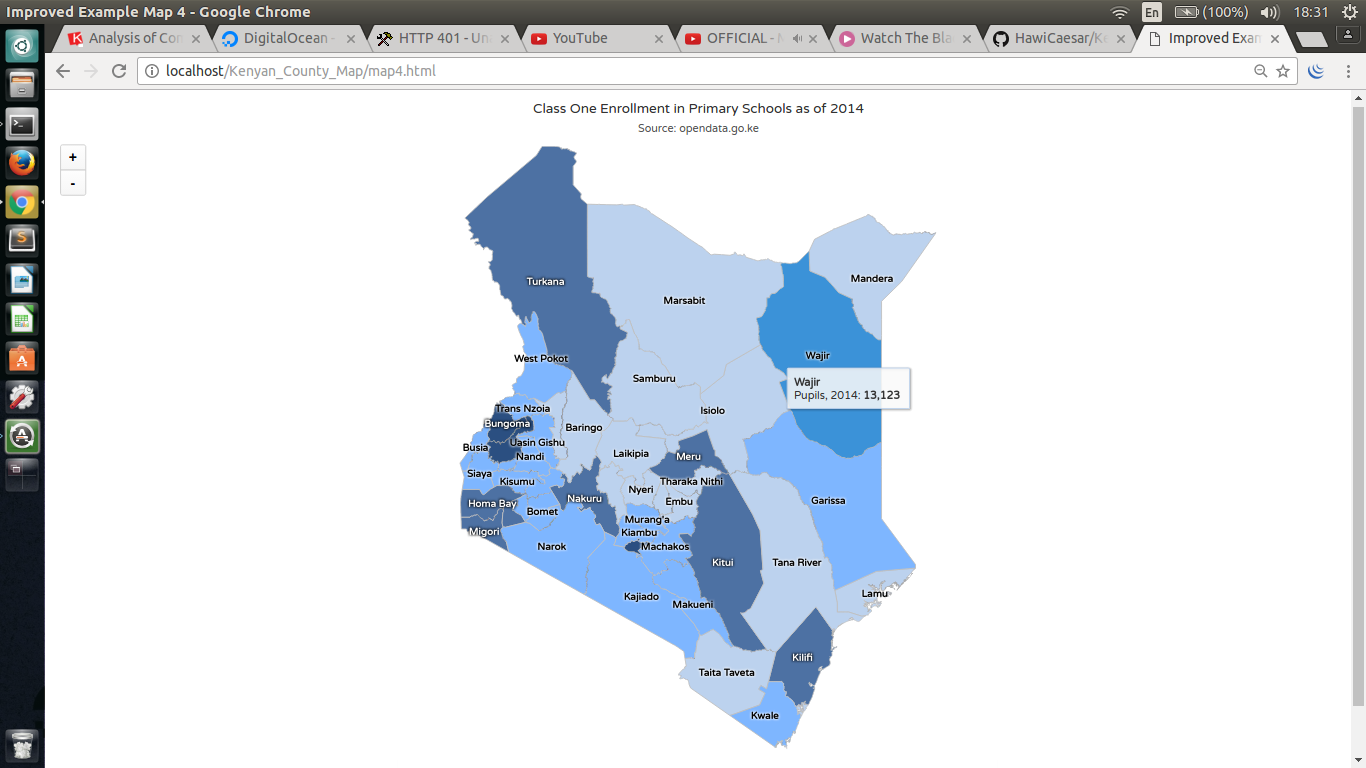 Improved Example Map 4 - Google Chrome
En
(100%)
18:31
Analysis of Con
DigitalOcean -
HTTP 401 - Un
YouTube
OFFICIAL -
Watch The Bla
HawiCaesar/Ke
Improved Exam
localhost/Kenyan_County_Map/map4.html
Class One Enrollment in Primary Schools as of 2014
Source: opendata.go.ke
+
-
Turkana
Marsabit
Mandera
West Pokot
Samburu
Wajir
Wajir
Pupils, 2014: 13,123
Isiolo
Trans Nzoia
Bungoma
Baringo
Uasin Gishu
Busia
Nandi
Laikipia
Meru
Siaya
Kisumu
Tharaka Nithi
Nyeri
Nakuru
Embu
Garissa
Homa Bay
Bomet
Murang'a
Migori
Kiambu
Narok
Machakos
Kitui
Tana River
Kajiado
Makueni
Lamu
Kilifi
Taita Taveta
Kwale